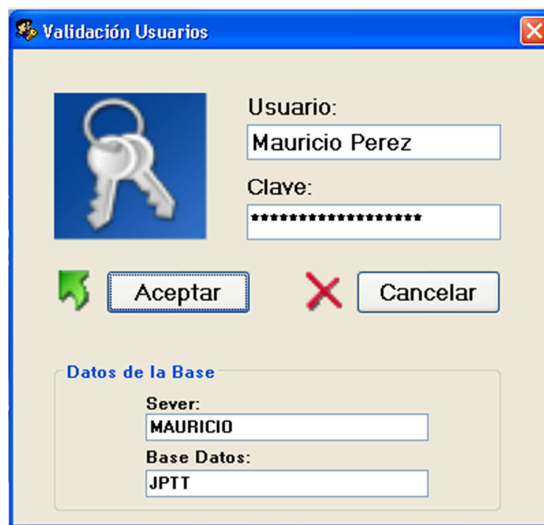 Validación Usuarios
Usuario:
Mauricio Perez
Clave:
******************
Aceptar
Cancelar
Datos de la Base
Sever:
MAURICIO
Base Datos:
JPTT